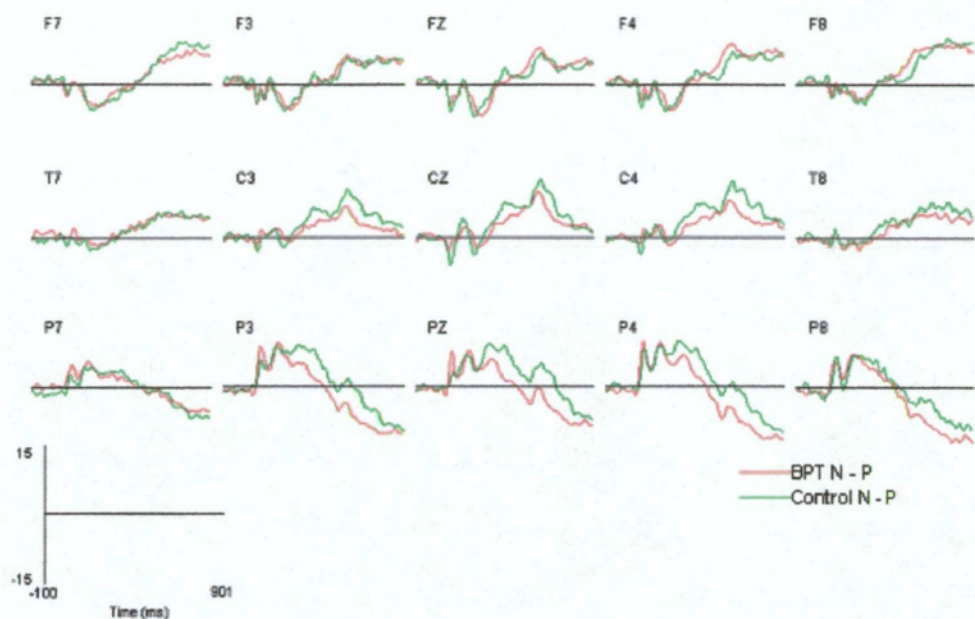 F7 F3 FZ F4 F8
T7 C3 CZ C4 T8
P7 P3 PZ P4 P8
15
BPT N - P
Control N - P
-15
-100 901
Time (ms)